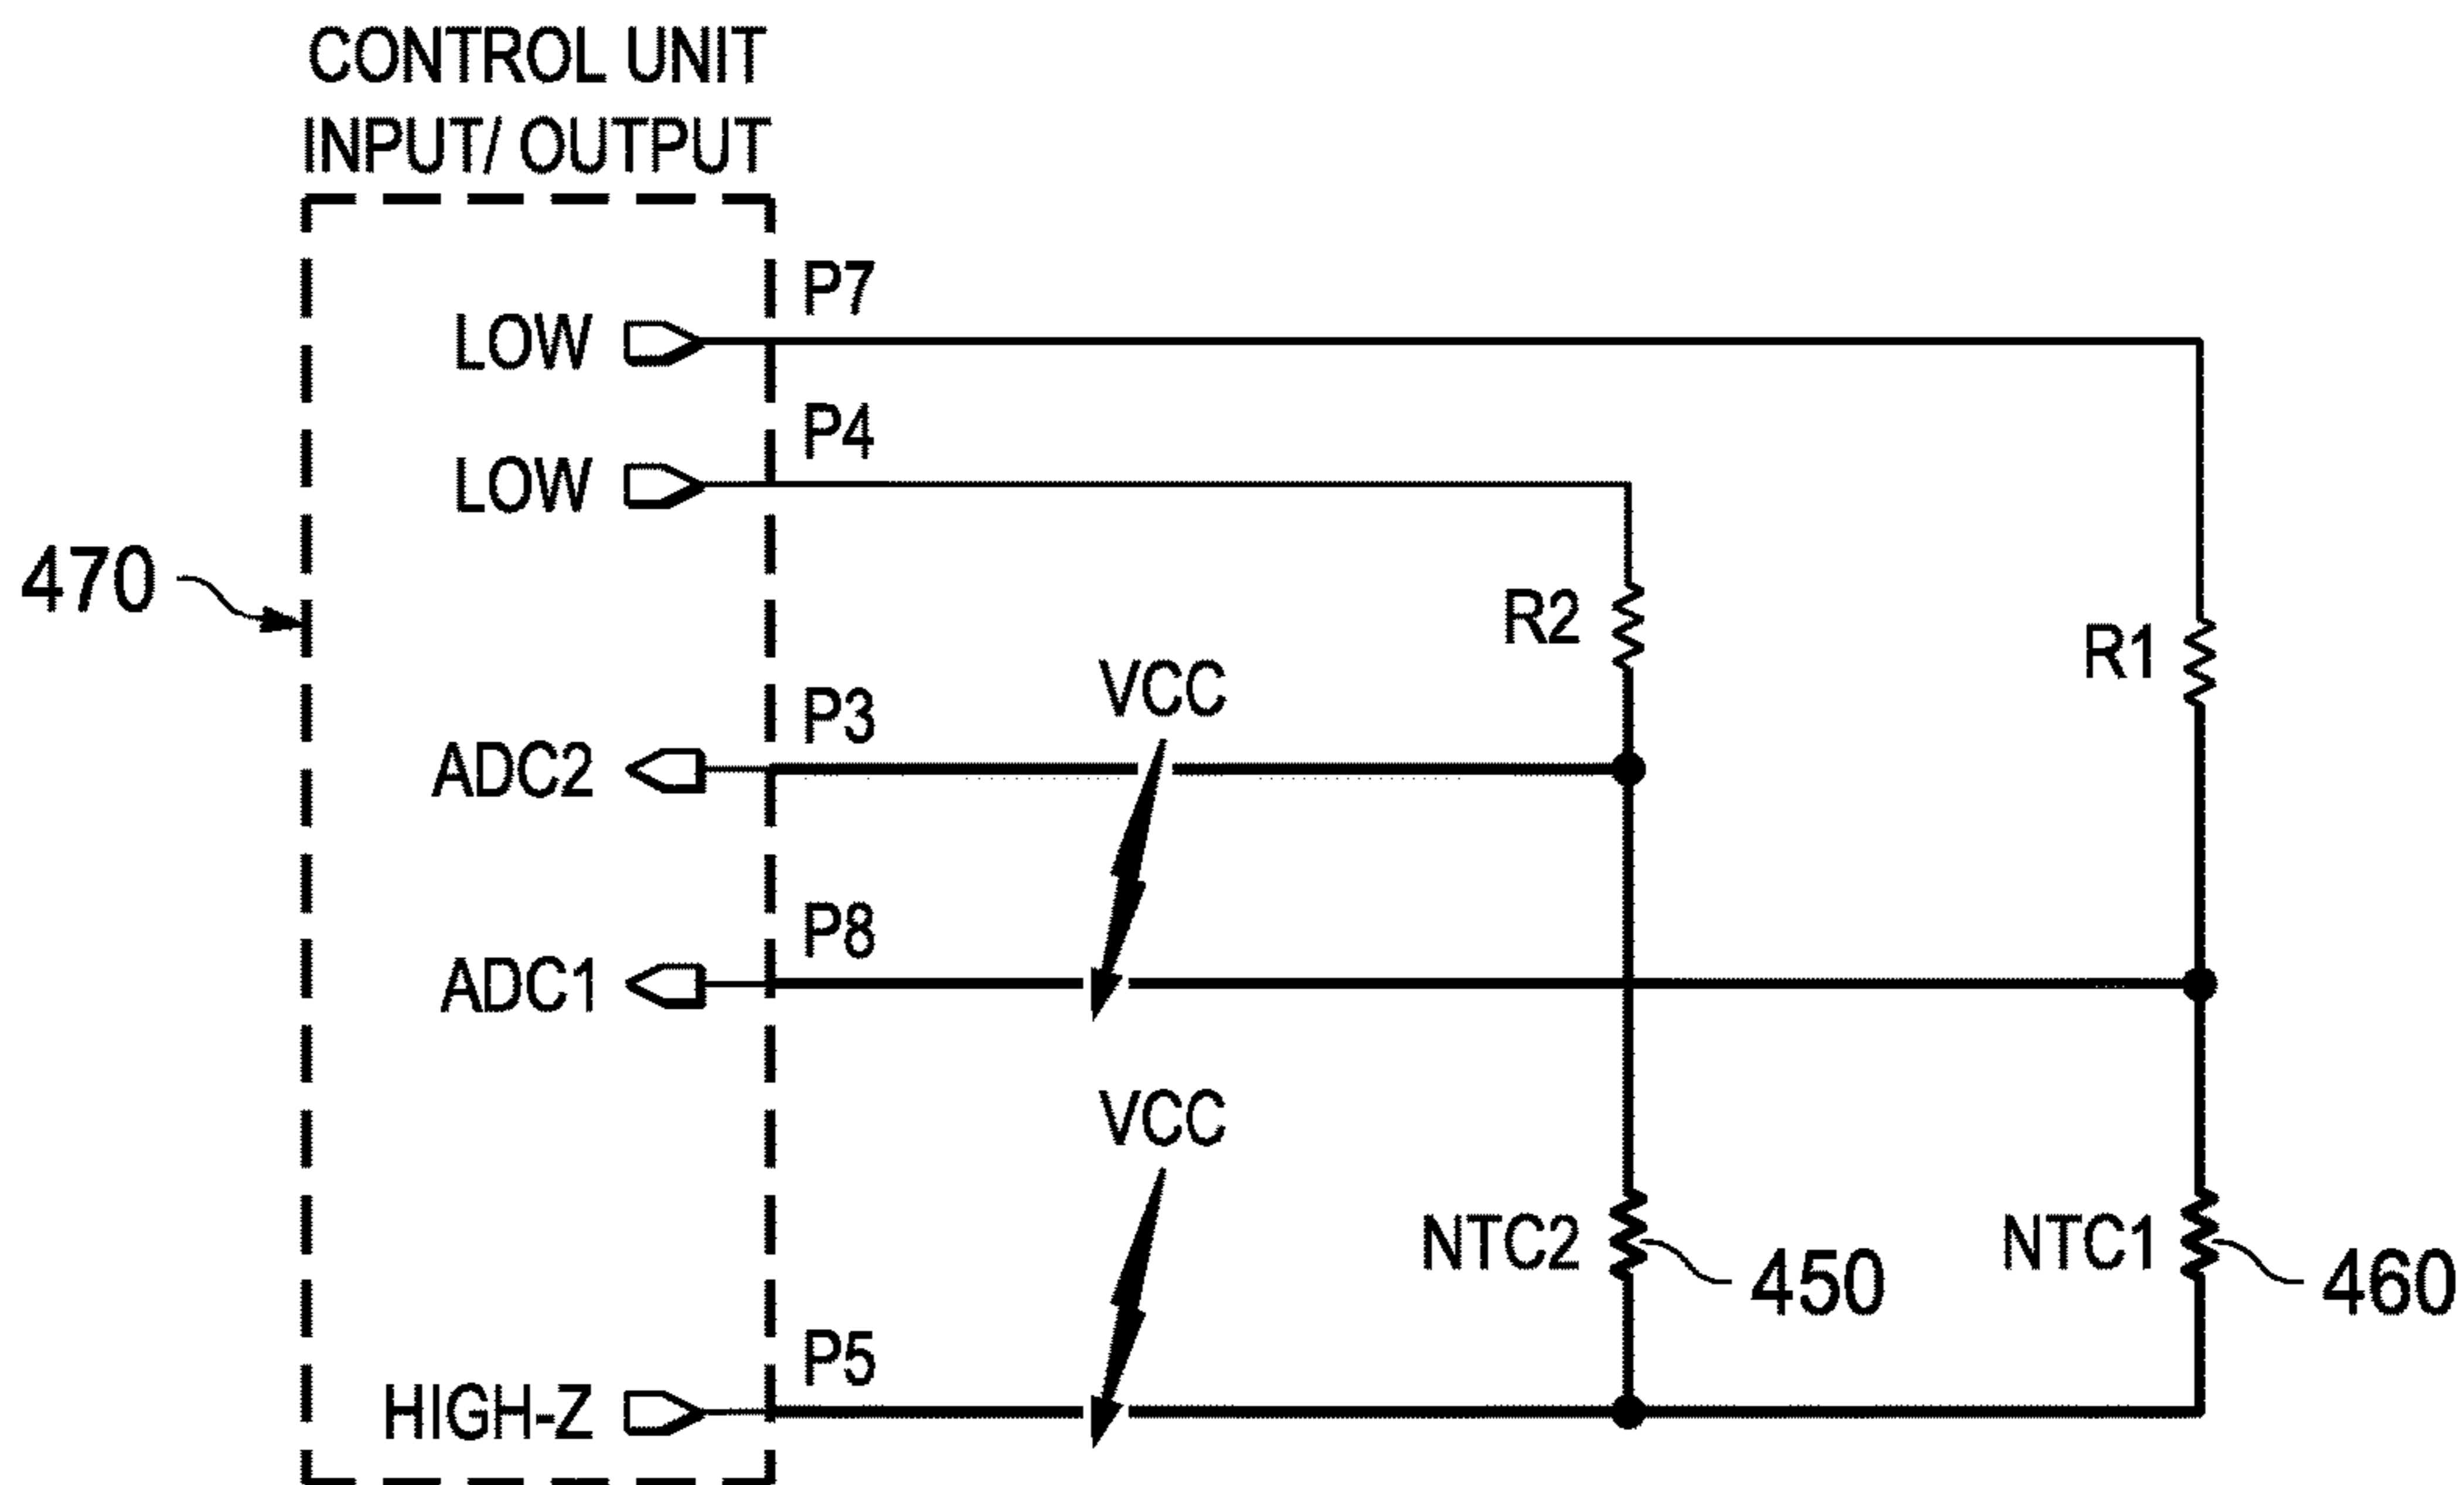 CONTROL UNIT
INPUT/ OUTPUT
P7
LOW
P4
LOW
470
R2
R1
VCC
P3
ADC2
P8
ADC1
VCC
NTC2
450
NTC1
460
P5
HIGH-Z